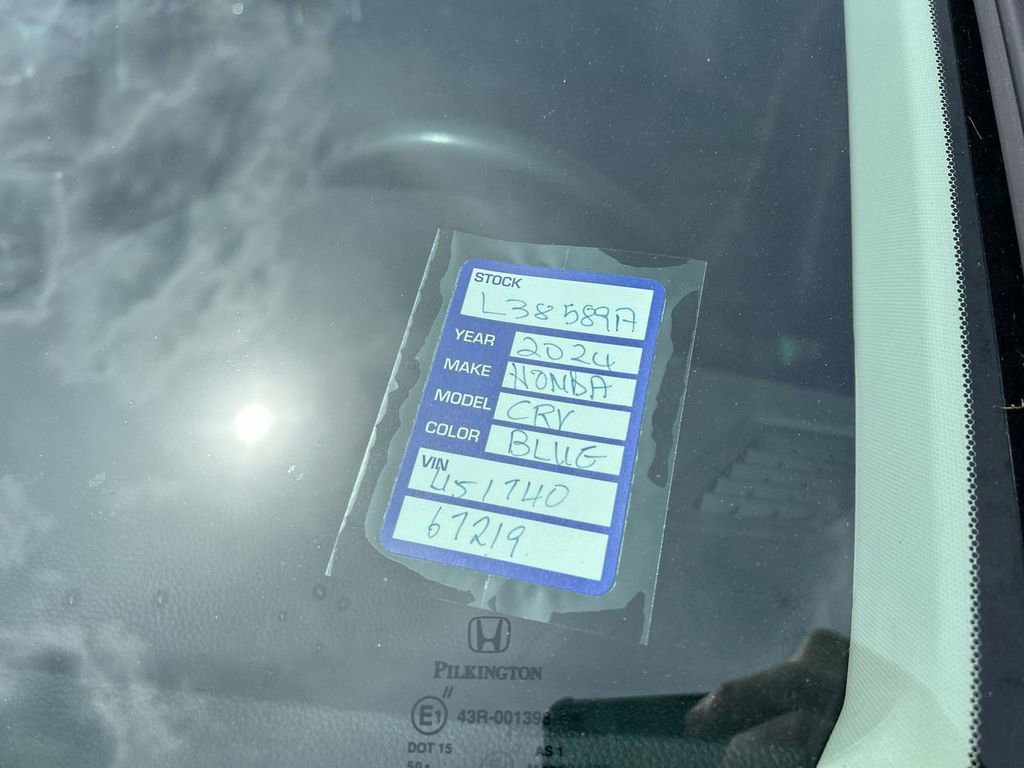 STOCK
L38589A
YEAR 2024
MAKE HONDA
MODEL CRV
COLOR BLUE
VIN
451740
67219
PILKINGTON
"
E1 43R-001398
DOT 15 AS 1